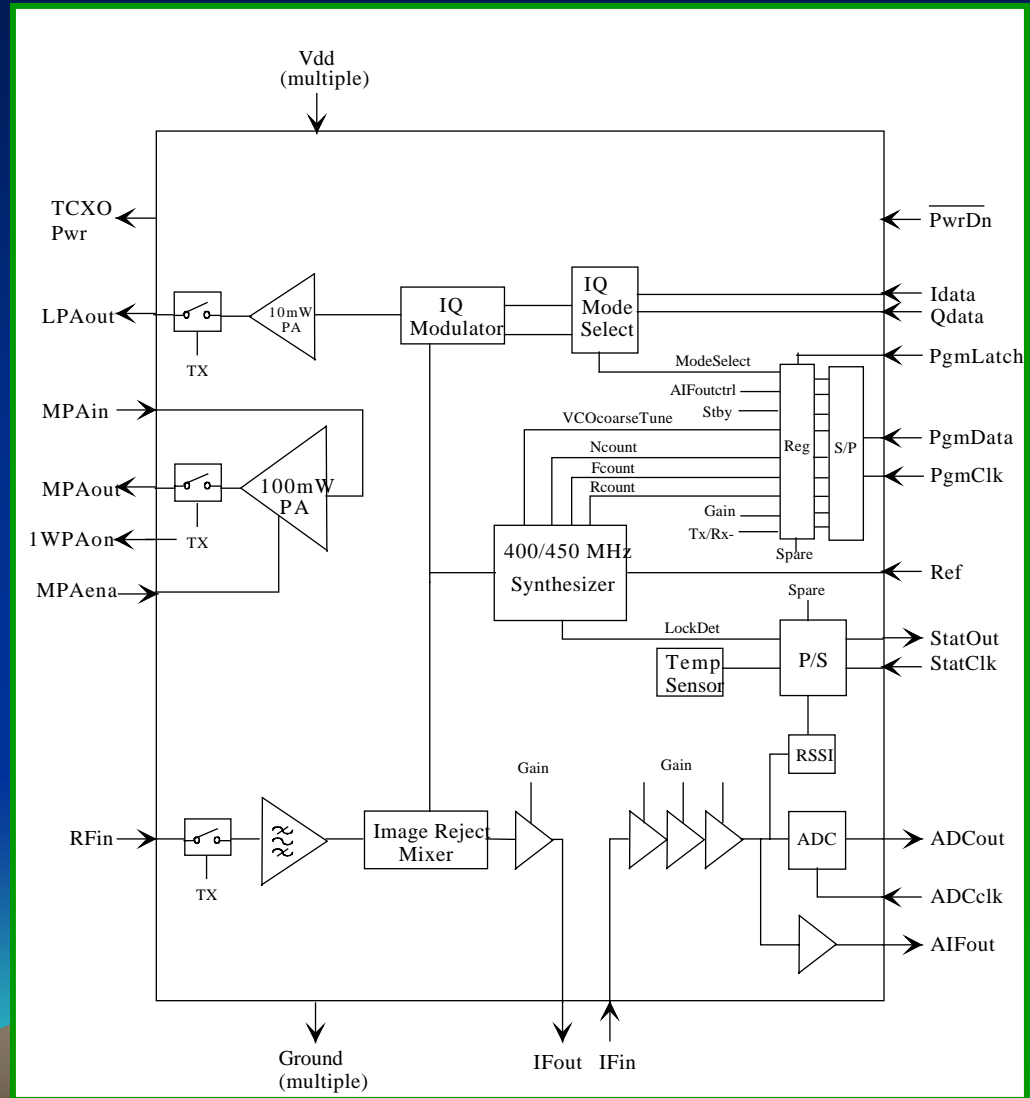 Vdd
(multiple)
TCXO
Pwr
PwrDn
LPAout
TX
10mW
PA
IQ
Modulator
IQ
Mode
Select
Idata
Qdata
ModeSelect
PgmLatch
MPAin
AIFoutctrl
Stby
VCOcoarseTune
Ncount
Fcount
Rcount
Gain
Tx/Rx-
Reg
S/P
Spare
PgmData
PgmClk
MPAout
TX
100mW
PA
1WPAon
MPAena
400/450 MHz
Synthesizer
Ref
Spare
LockDet
P/S
StatOut
StatClk
Temp
Sensor
RSSI
Gain
Gain
RFin
TX
Image Reject
Mixer
ADC
ADCout
ADCclk
AIFout
Ground
(multiple)
IFout
IFin